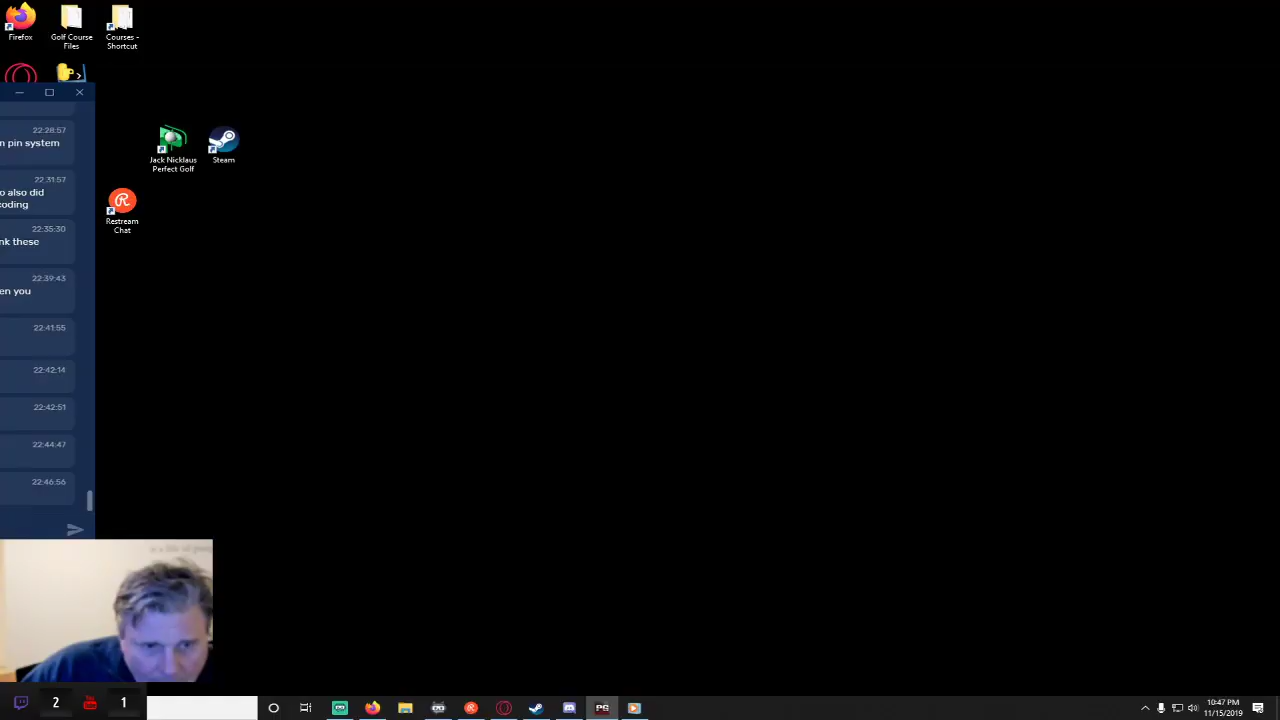 Firefox
Golf Course
Files
Courses -
Shortcut
22:28:57
n pin system
22:31:57
o also did
coding
22:35:30
nk these
22:39:43
en you
22:41:55
22:42:14
22:42:51
22:44:47
22:46:56
Jack Nicklaus
Perfect Golf
Steam
Restream
Chat
2
You
1
PG
10:47 PM
11/15/2019